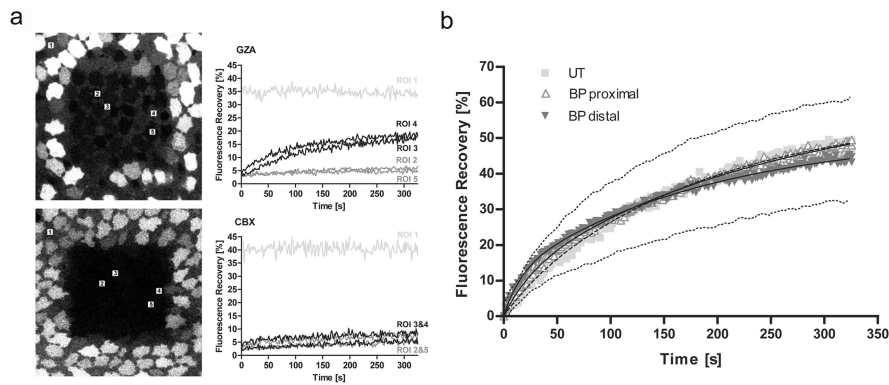 a
1
2
3
4
5
GZA
Fluorescence Recovery [%]
45
40
35
30
25
20
15
10
5
0
ROI 1
ROI 4
ROI 3
ROI 2
ROI 5
0 50 100 150 200 250 300
Time [s]
1
3
2
4
5
CBX
Fluorescence Recovery [%]
45
40
35
30
25
20
15
10
5
0
ROI 1
ROI 3&4
ROI 2&5
0 50 100 150 200 250 300
Time [s]
b
Fluorescence Recovery [%]
70
60
50
40
30
20
10
0
UT
BP proximal
BP distal
0 50 100 150 200 250 300 350
Time [s]